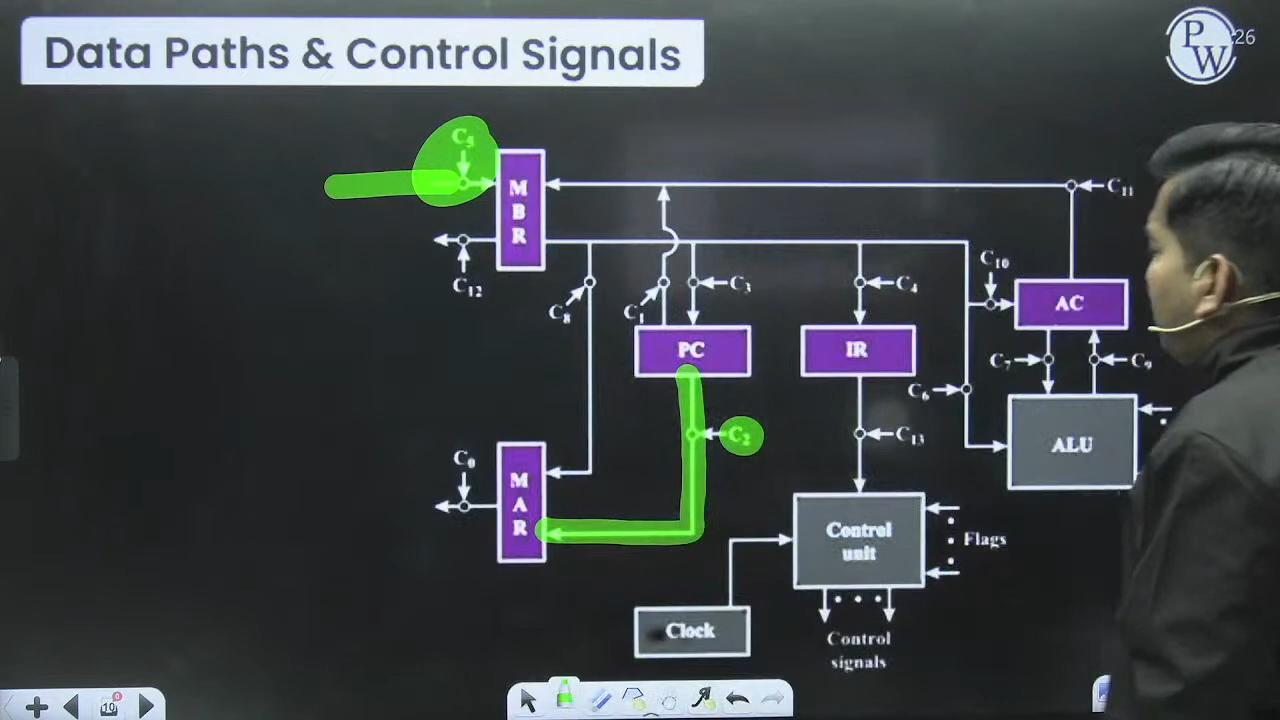 Data Paths & Control Signals
PW
26
C5
MBR
C11
C12
C8
C1
C3
C4
C10
AC
PC
IR
C7
C9
C6
C2
C13
ALU
C0
MAR
Control
unit
Flags
Clock
Control
signals
10
0